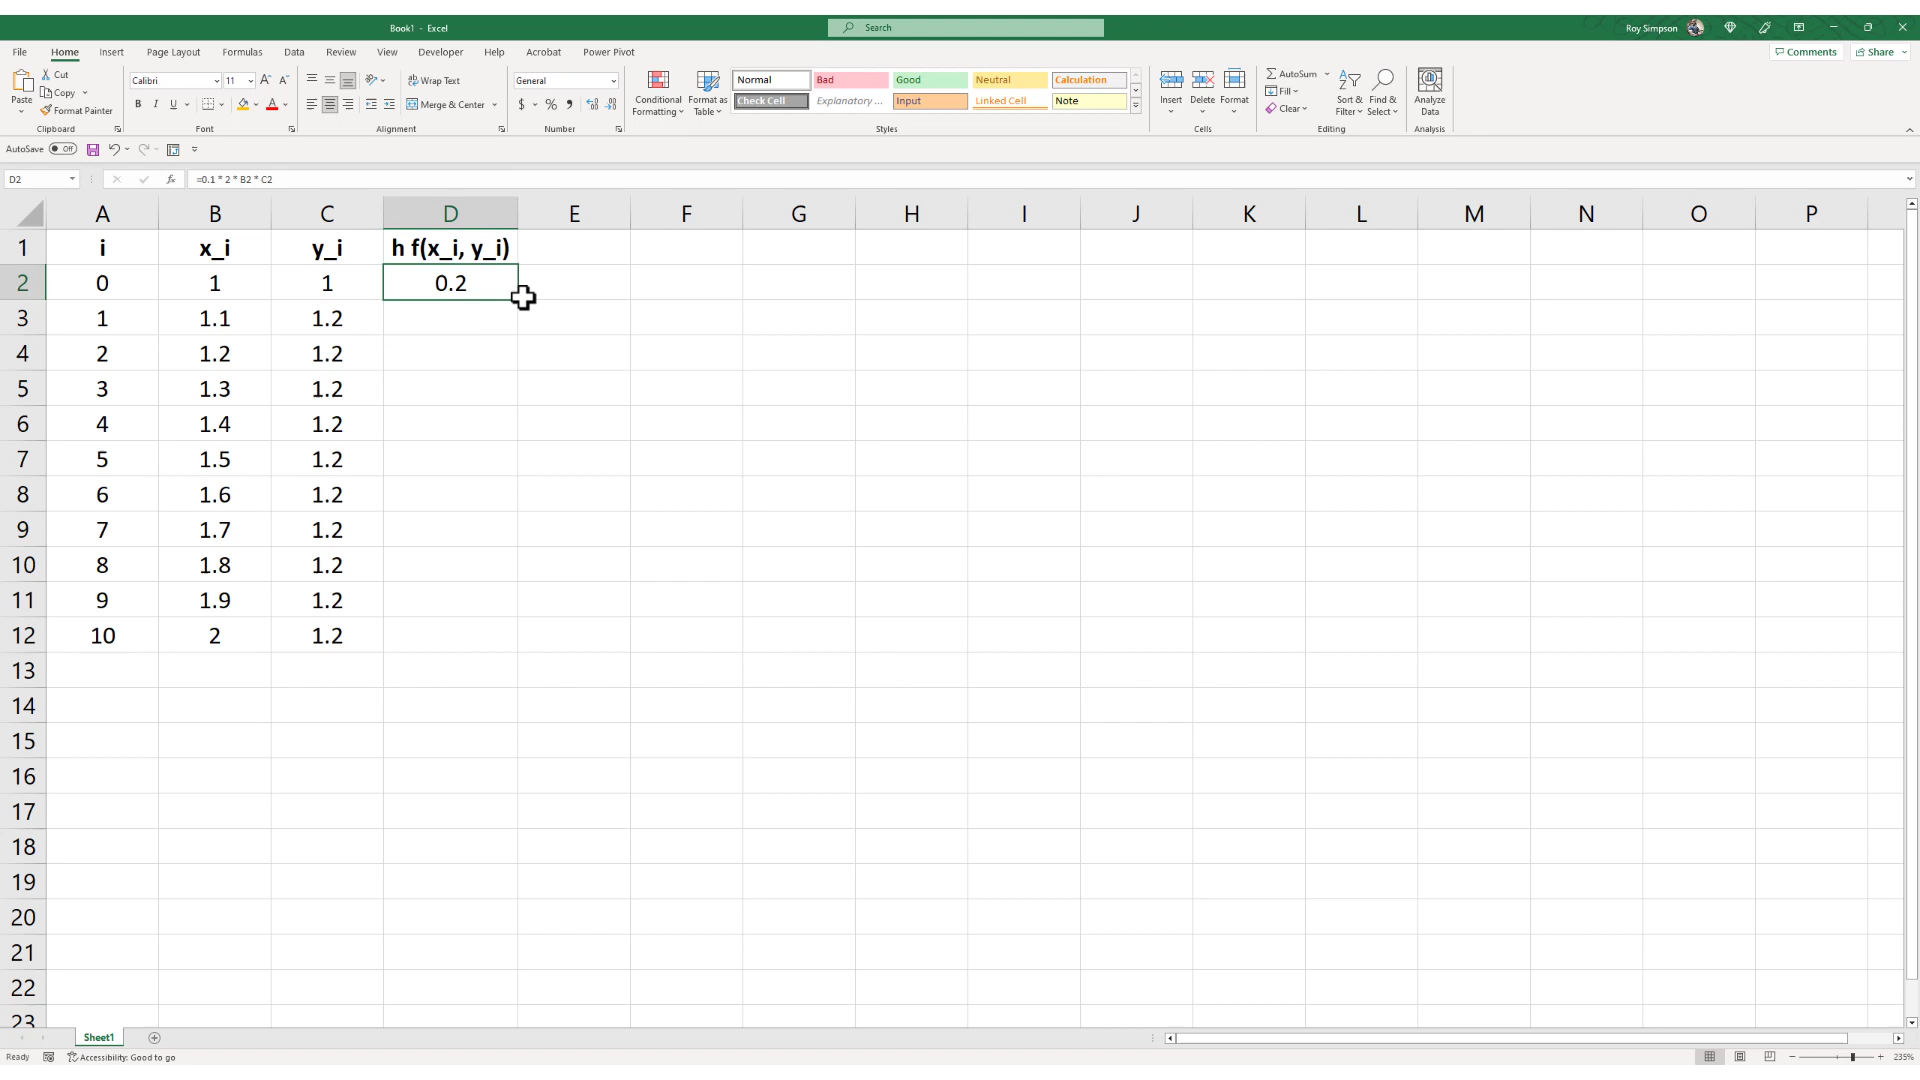 Book1 - Excel
Search
Roy Simpson
File Home Insert Page Layout Formulas Data Review View Developer Help Acrobat Power Pivot
Comments Share
Paste
Cut
Copy
Format Painter
Clipboard
Calibri 11
B I U
Font
Wrap Text
Merge & Center
Alignment
General
Number
Conditional Formatting
Format as Table
Normal Bad Good Neutral Calculation
Check Cell Explanatory ... Input Linked Cell Note
Styles
Insert Delete Format
Cells
AutoSum
Fill
Clear
Sort & Filter
Find & Select
Editing
Analyze Data
Analysis
AutoSave Off
D2 fx =0.1 * 2 * B2 * C2
A B C D E F G H I J K L M N O P
1 i x_i y_i h f(x_i, y_i)
2 0 1 1 0.2
3 1 1.1 1.2
4 2 1.2 1.2
5 3 1.3 1.2
6 4 1.4 1.2
7 5 1.5 1.2
8 6 1.6 1.2
9 7 1.7 1.2
10 8 1.8 1.2
11 9 1.9 1.2
12 10 2 1.2
13
14
15
16
17
18
19
20
21
22
23
Sheet1
Ready Accessibility: Good to go
235%